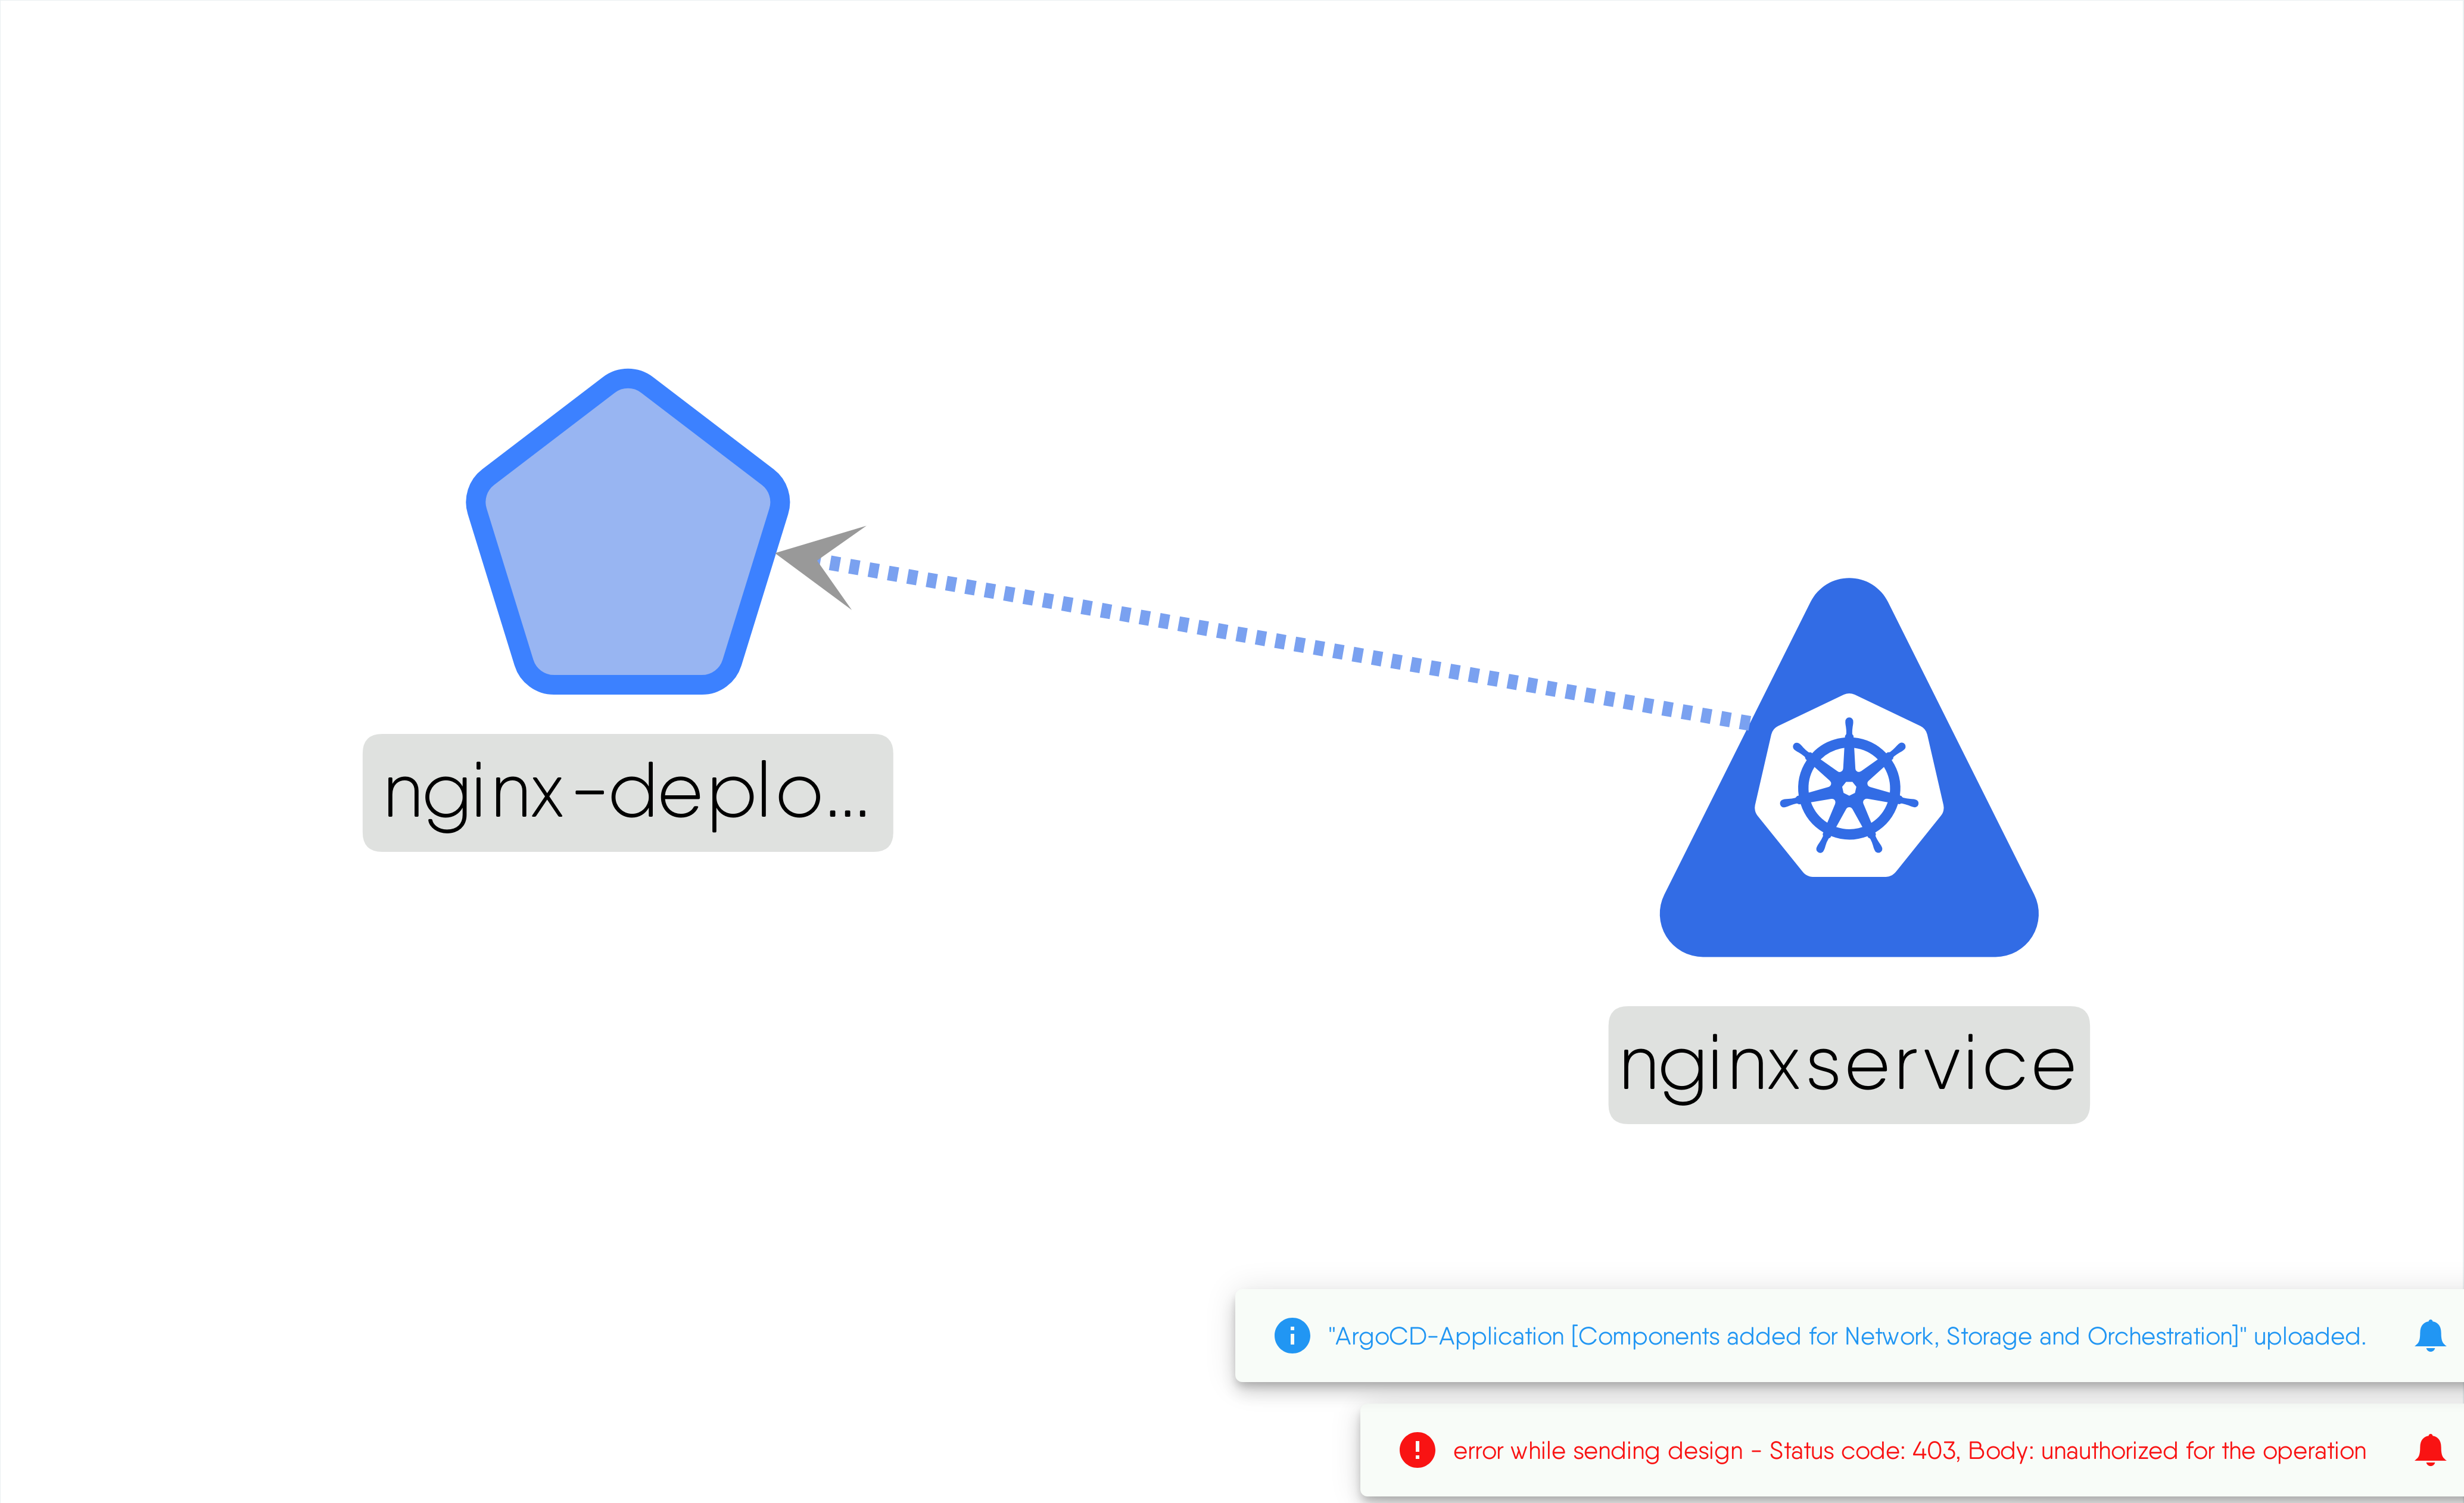 nginx-deplo...
nginxservice
"ArgoCD-Application [Components added for Network, Storage and Orchestration]" uploaded.
error while sending design - Status code: 403, Body: unauthorized for the operation